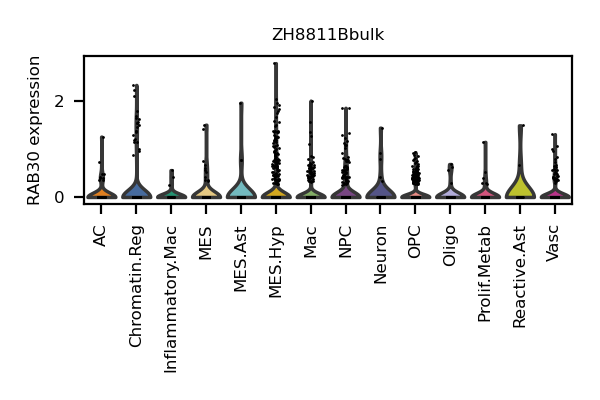 ZH8811Bbulk
RAB30 expression
2
0
AC
Chromatin.Reg
Inflammatory.Mac
MES
MES.Ast
MES.Hyp
Mac
NPC
Neuron
OPC
Oligo
Prolif.Metab
Reactive.Ast
Vasc